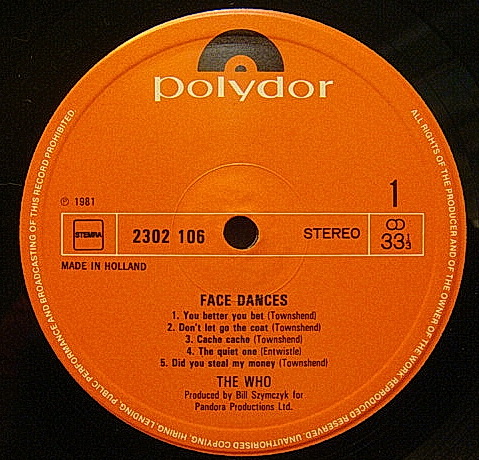 polydor
℗ 1981
1
STEMRA
2302 106
STEREO
33 1/3
MADE IN HOLLAND
FACE DANCES
1. You better you bet (Townshend)
2. Don't let go the coat (Townshend)
3. Cache cache (Townshend)
4. The quiet one (Entwistle)
5. Did you steal my money (Townshend)
THE WHO
Produced by Bill Szymczyk for
Pandora Productions Ltd.
ALL RIGHTS OF THE PRODUCER AND OF THE OWNER OF THE WORK REPRODUCED RESERVED. UNAUTHORISED COPYING, HIRING, LENDING, PUBLIC PERFORMANCE AND BROADCASTING OF THIS RECORD PROHIBITED.